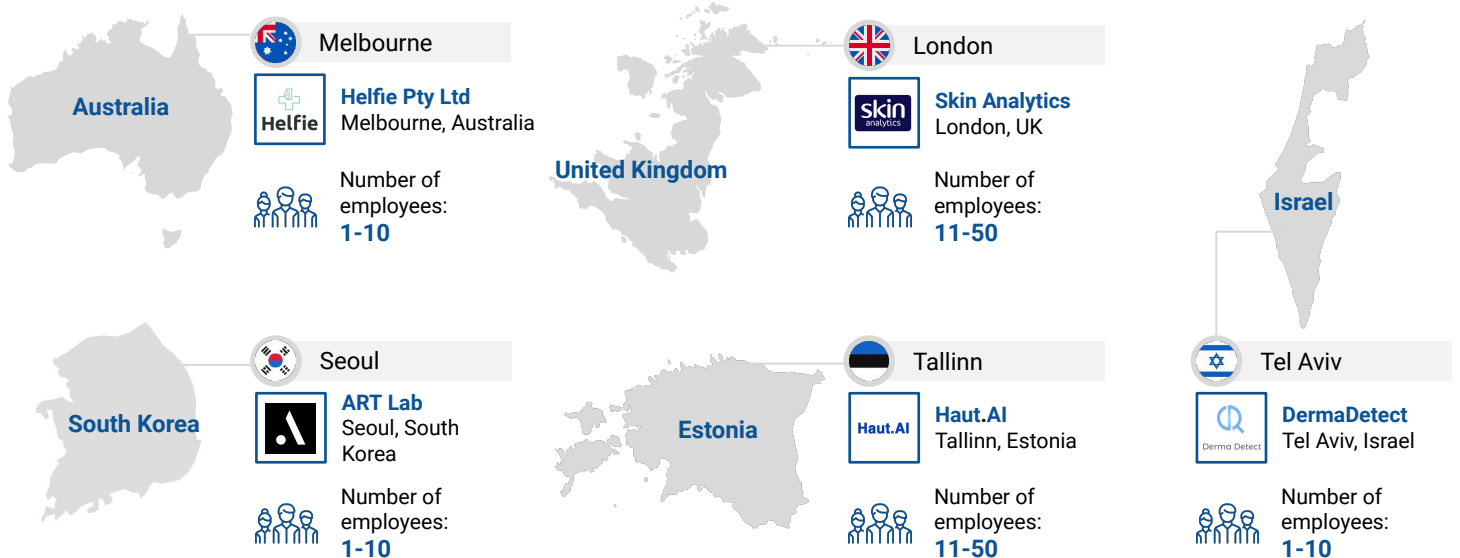 Australia
Melbourne
Helfie
Helfie Pty Ltd
Melbourne, Australia
Number of
employees:
1-10
United Kingdom
London
skin
analytics
Skin Analytics
London, UK
Number of
employees:
11-50
Israel
South Korea
Seoul
ART Lab
Seoul, South
Korea
Number of
employees:
1-10
Estonia
Tallinn
Haut.AI
Haut.AI
Tallinn, Estonia
Number of
employees:
11-50
Tel Aviv
Derma Detect
DermaDetect
Tel Aviv, Israel
Number of
employees:
1-10